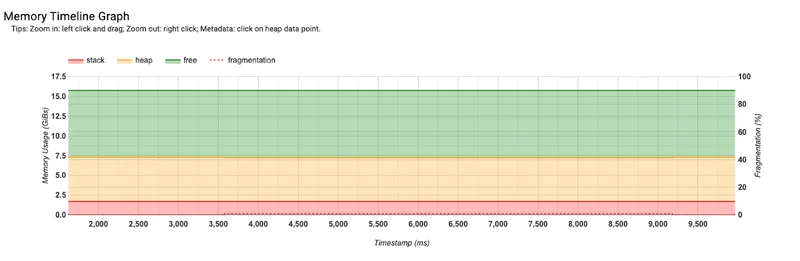 Memory Timeline Graph
Tips: Zoom in: left click and drag; Zoom out: right click; Metadata: click on heap data point.
stack heap free fragmentation
17.5 100
15.0
80
12.5
60
10.0
7.5
40
5.0
20
2.5
0.0 0
Memory Usage (GiBs)
Fragmentation (%)
2,000 2,500 3,000 3,500 4,000 4,500 5,000 5,500 6,000 6,500 7,000 7,500 8,000 8,500 9,000 9,500
Timestamp (ms)